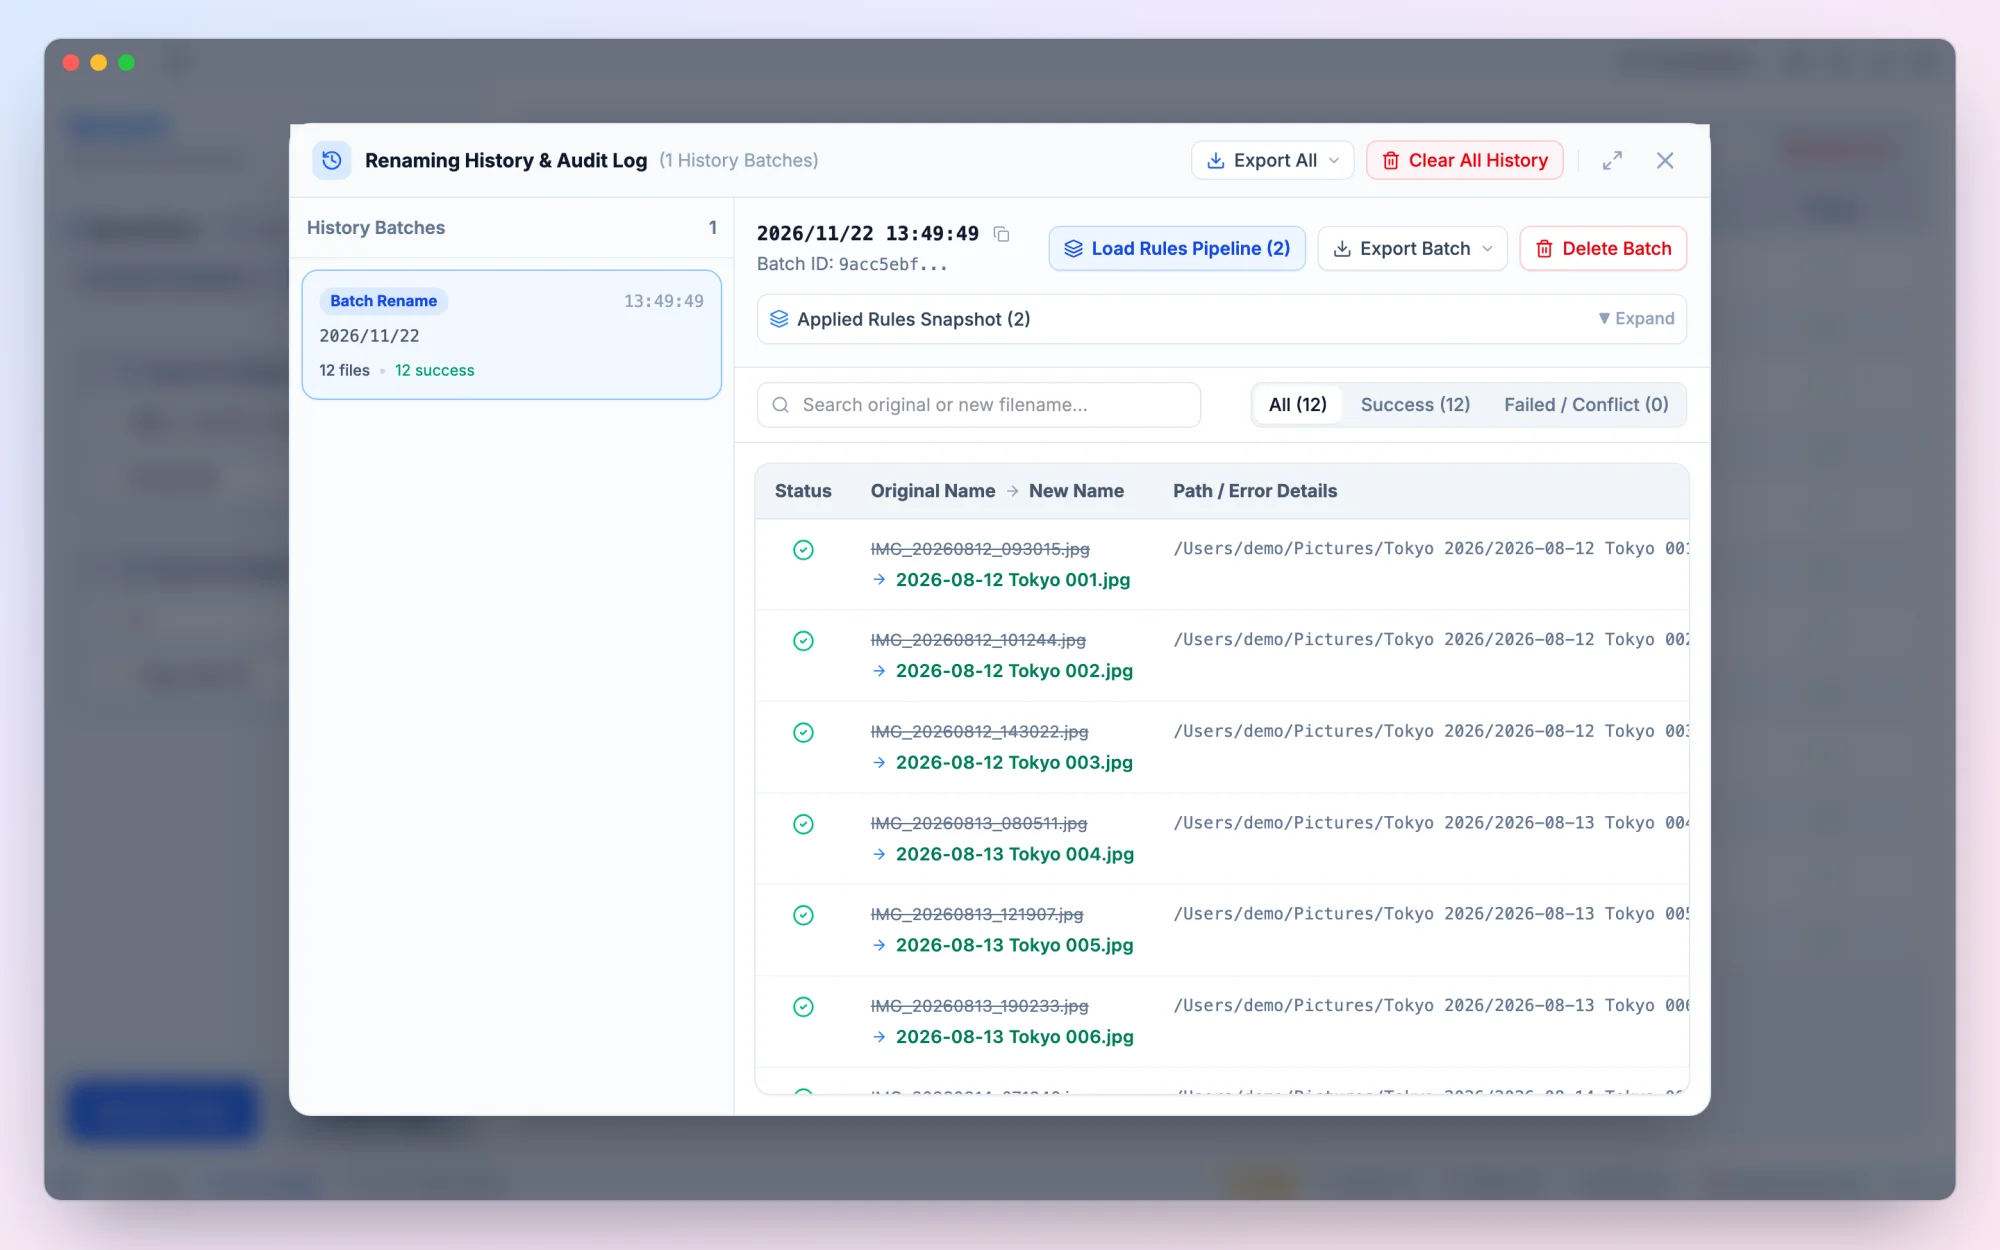 Renaming History & Audit Log (1 History Batches)
Export All
Clear All History
History Batches 1
Batch Rename 13:49:49
2026/11/22
12 files • 12 success
2026/11/22 13:49:49
Batch ID: 9acc5ebf...
Load Rules Pipeline (2)
Export Batch
Delete Batch
Applied Rules Snapshot (2)
▼ Expand
Search original or new filename...
All (12) Success (12) Failed / Conflict (0)
Status Original Name → New Name Path / Error Details
IMG_20260812_093015.jpg /Users/demo/Pictures/Tokyo 2026/2026-08-12 Tokyo 001
→ 2026-08-12 Tokyo 001.jpg
IMG_20260812_101244.jpg /Users/demo/Pictures/Tokyo 2026/2026-08-12 Tokyo 002
→ 2026-08-12 Tokyo 002.jpg
IMG_20260812_143022.jpg /Users/demo/Pictures/Tokyo 2026/2026-08-12 Tokyo 003
→ 2026-08-12 Tokyo 003.jpg
IMG_20260813_080511.jpg /Users/demo/Pictures/Tokyo 2026/2026-08-13 Tokyo 004
→ 2026-08-13 Tokyo 004.jpg
IMG_20260813_121907.jpg /Users/demo/Pictures/Tokyo 2026/2026-08-13 Tokyo 005
→ 2026-08-13 Tokyo 005.jpg
IMG_20260813_190233.jpg /Users/demo/Pictures/Tokyo 2026/2026-08-13 Tokyo 006
→ 2026-08-13 Tokyo 006.jpg